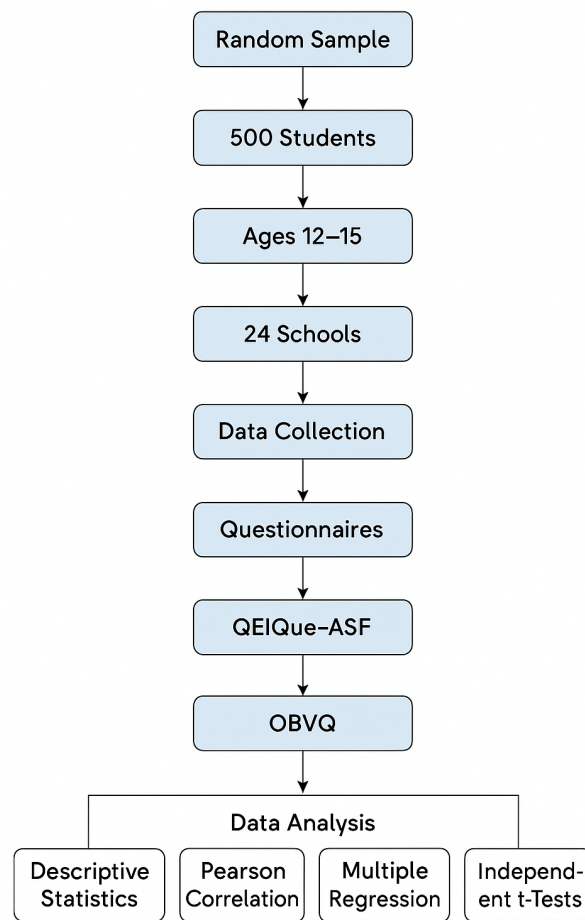 Random Sample
500 Students
Ages 12–15
24 Schools
Data Collection
Questionnaires
QEIQue–ASF
OBVQ
Data Analysis
Descriptive
Statistics
Pearson
Correlation
Multiple
Regression
Independ-
ent t-Tests